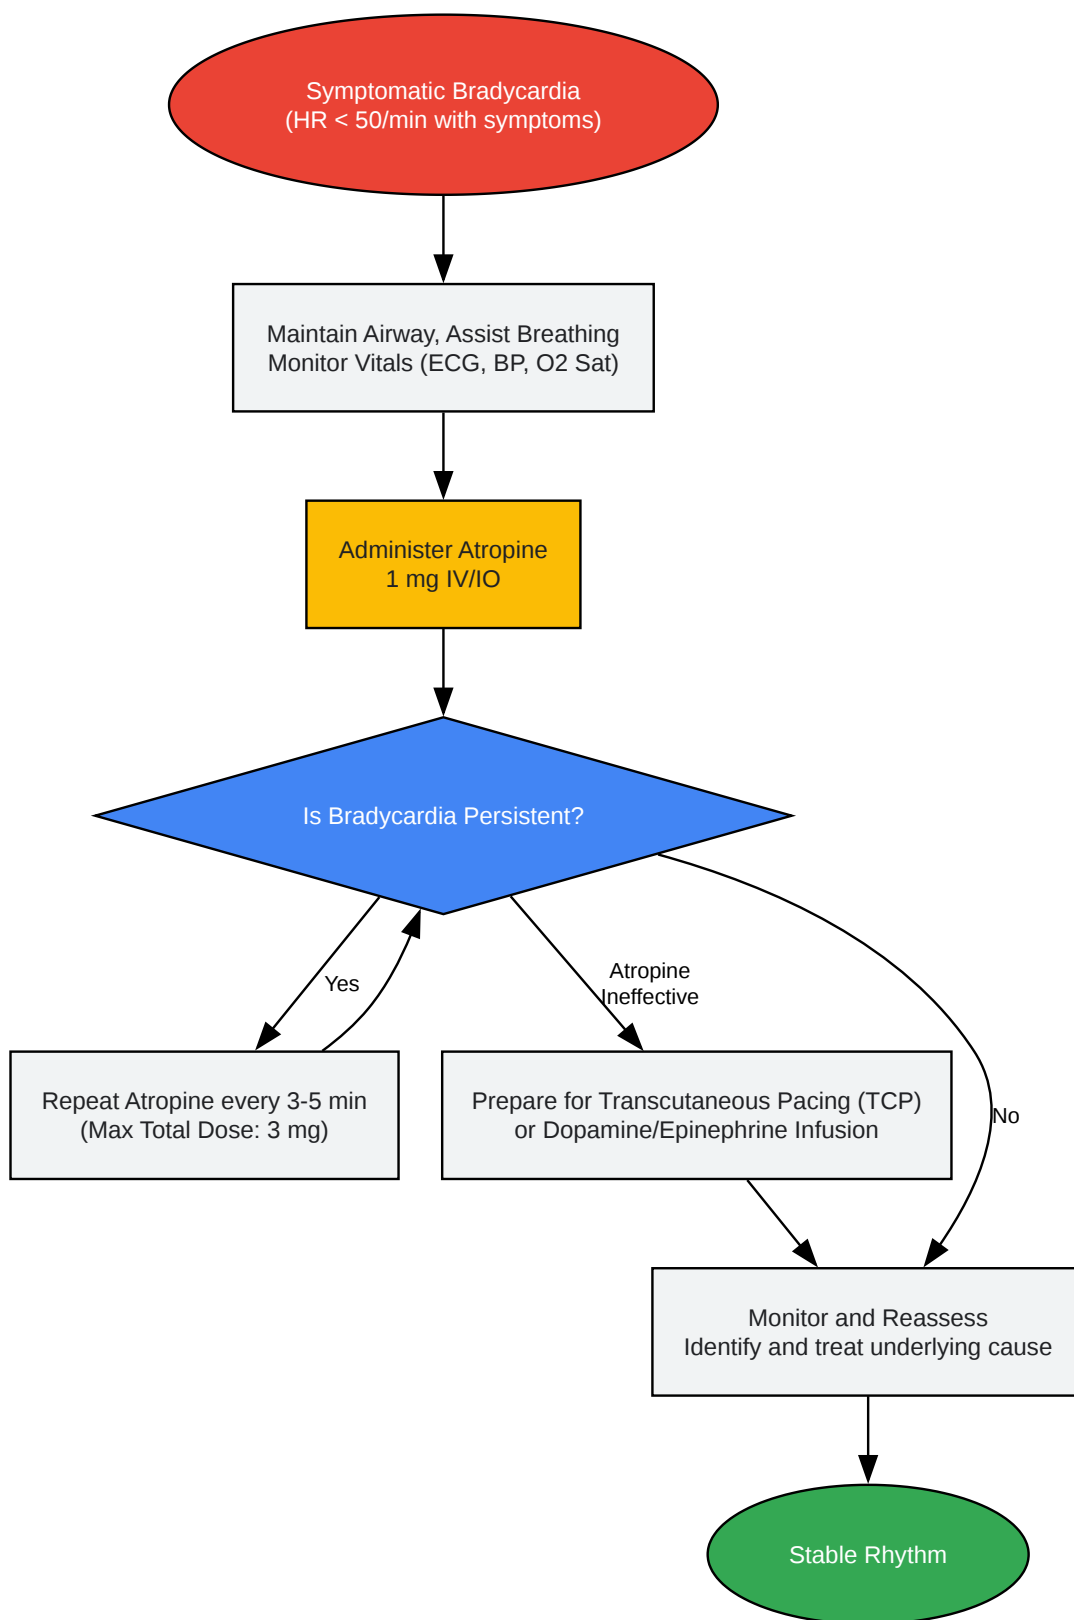 Symptomatic Bradycardia
(HR < 50/min with symptoms)
Maintain Airway, Assist Breathing
Monitor Vitals (ECG, BP, O2 Sat)
Administer Atropine
1 mg IV/IO
Is Bradycardia Persistent?
Yes
Atropine
Ineffective
Repeat Atropine every 3-5 min
(Max Total Dose: 3 mg)
Prepare for Transcutaneous Pacing (TCP)
or Dopamine/Epinephrine Infusion
No
Monitor and Reassess
Identify and treat underlying cause
Stable Rhythm